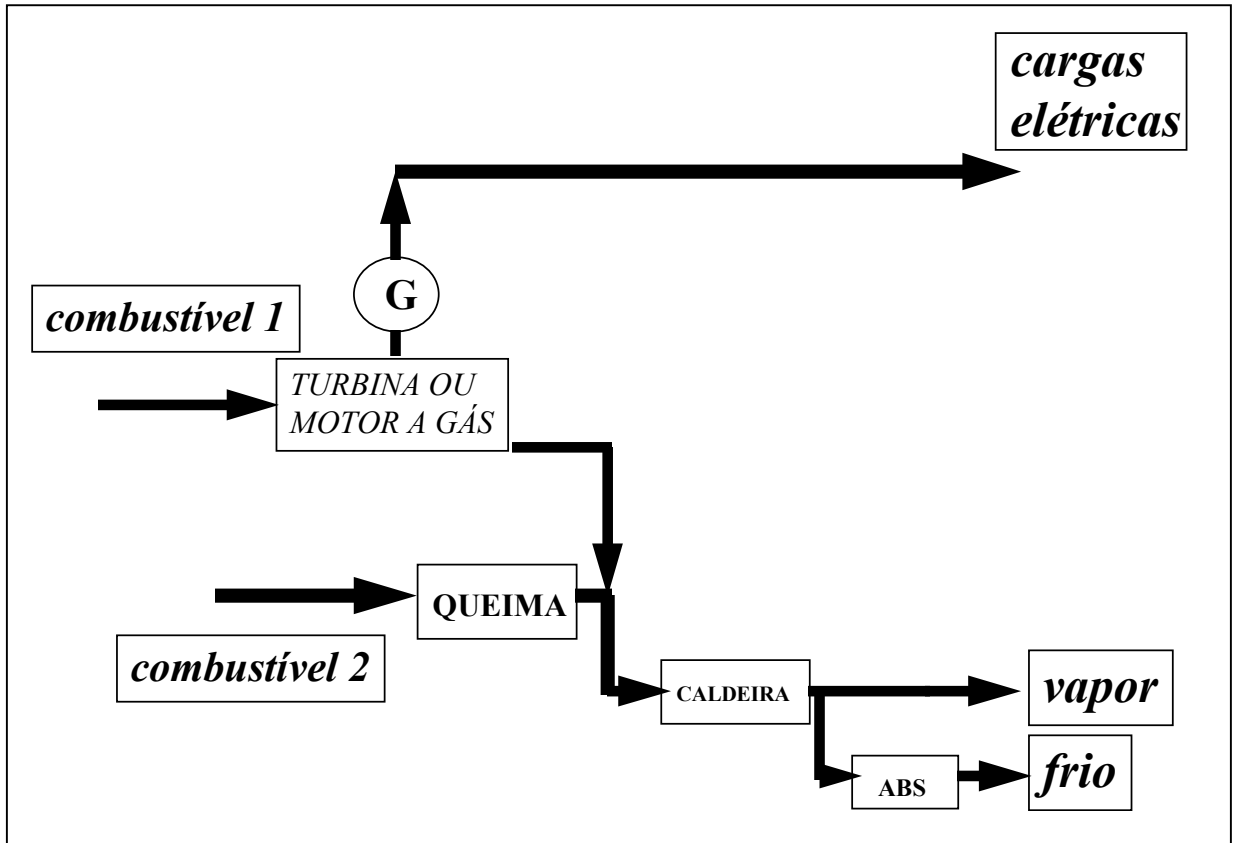 cargas
elétricas
G
combustível 1
TURBINA OU
MOTOR A GÁS
QUEIMA
combustível 2
CALDEIRA
vapor
ABS
frio